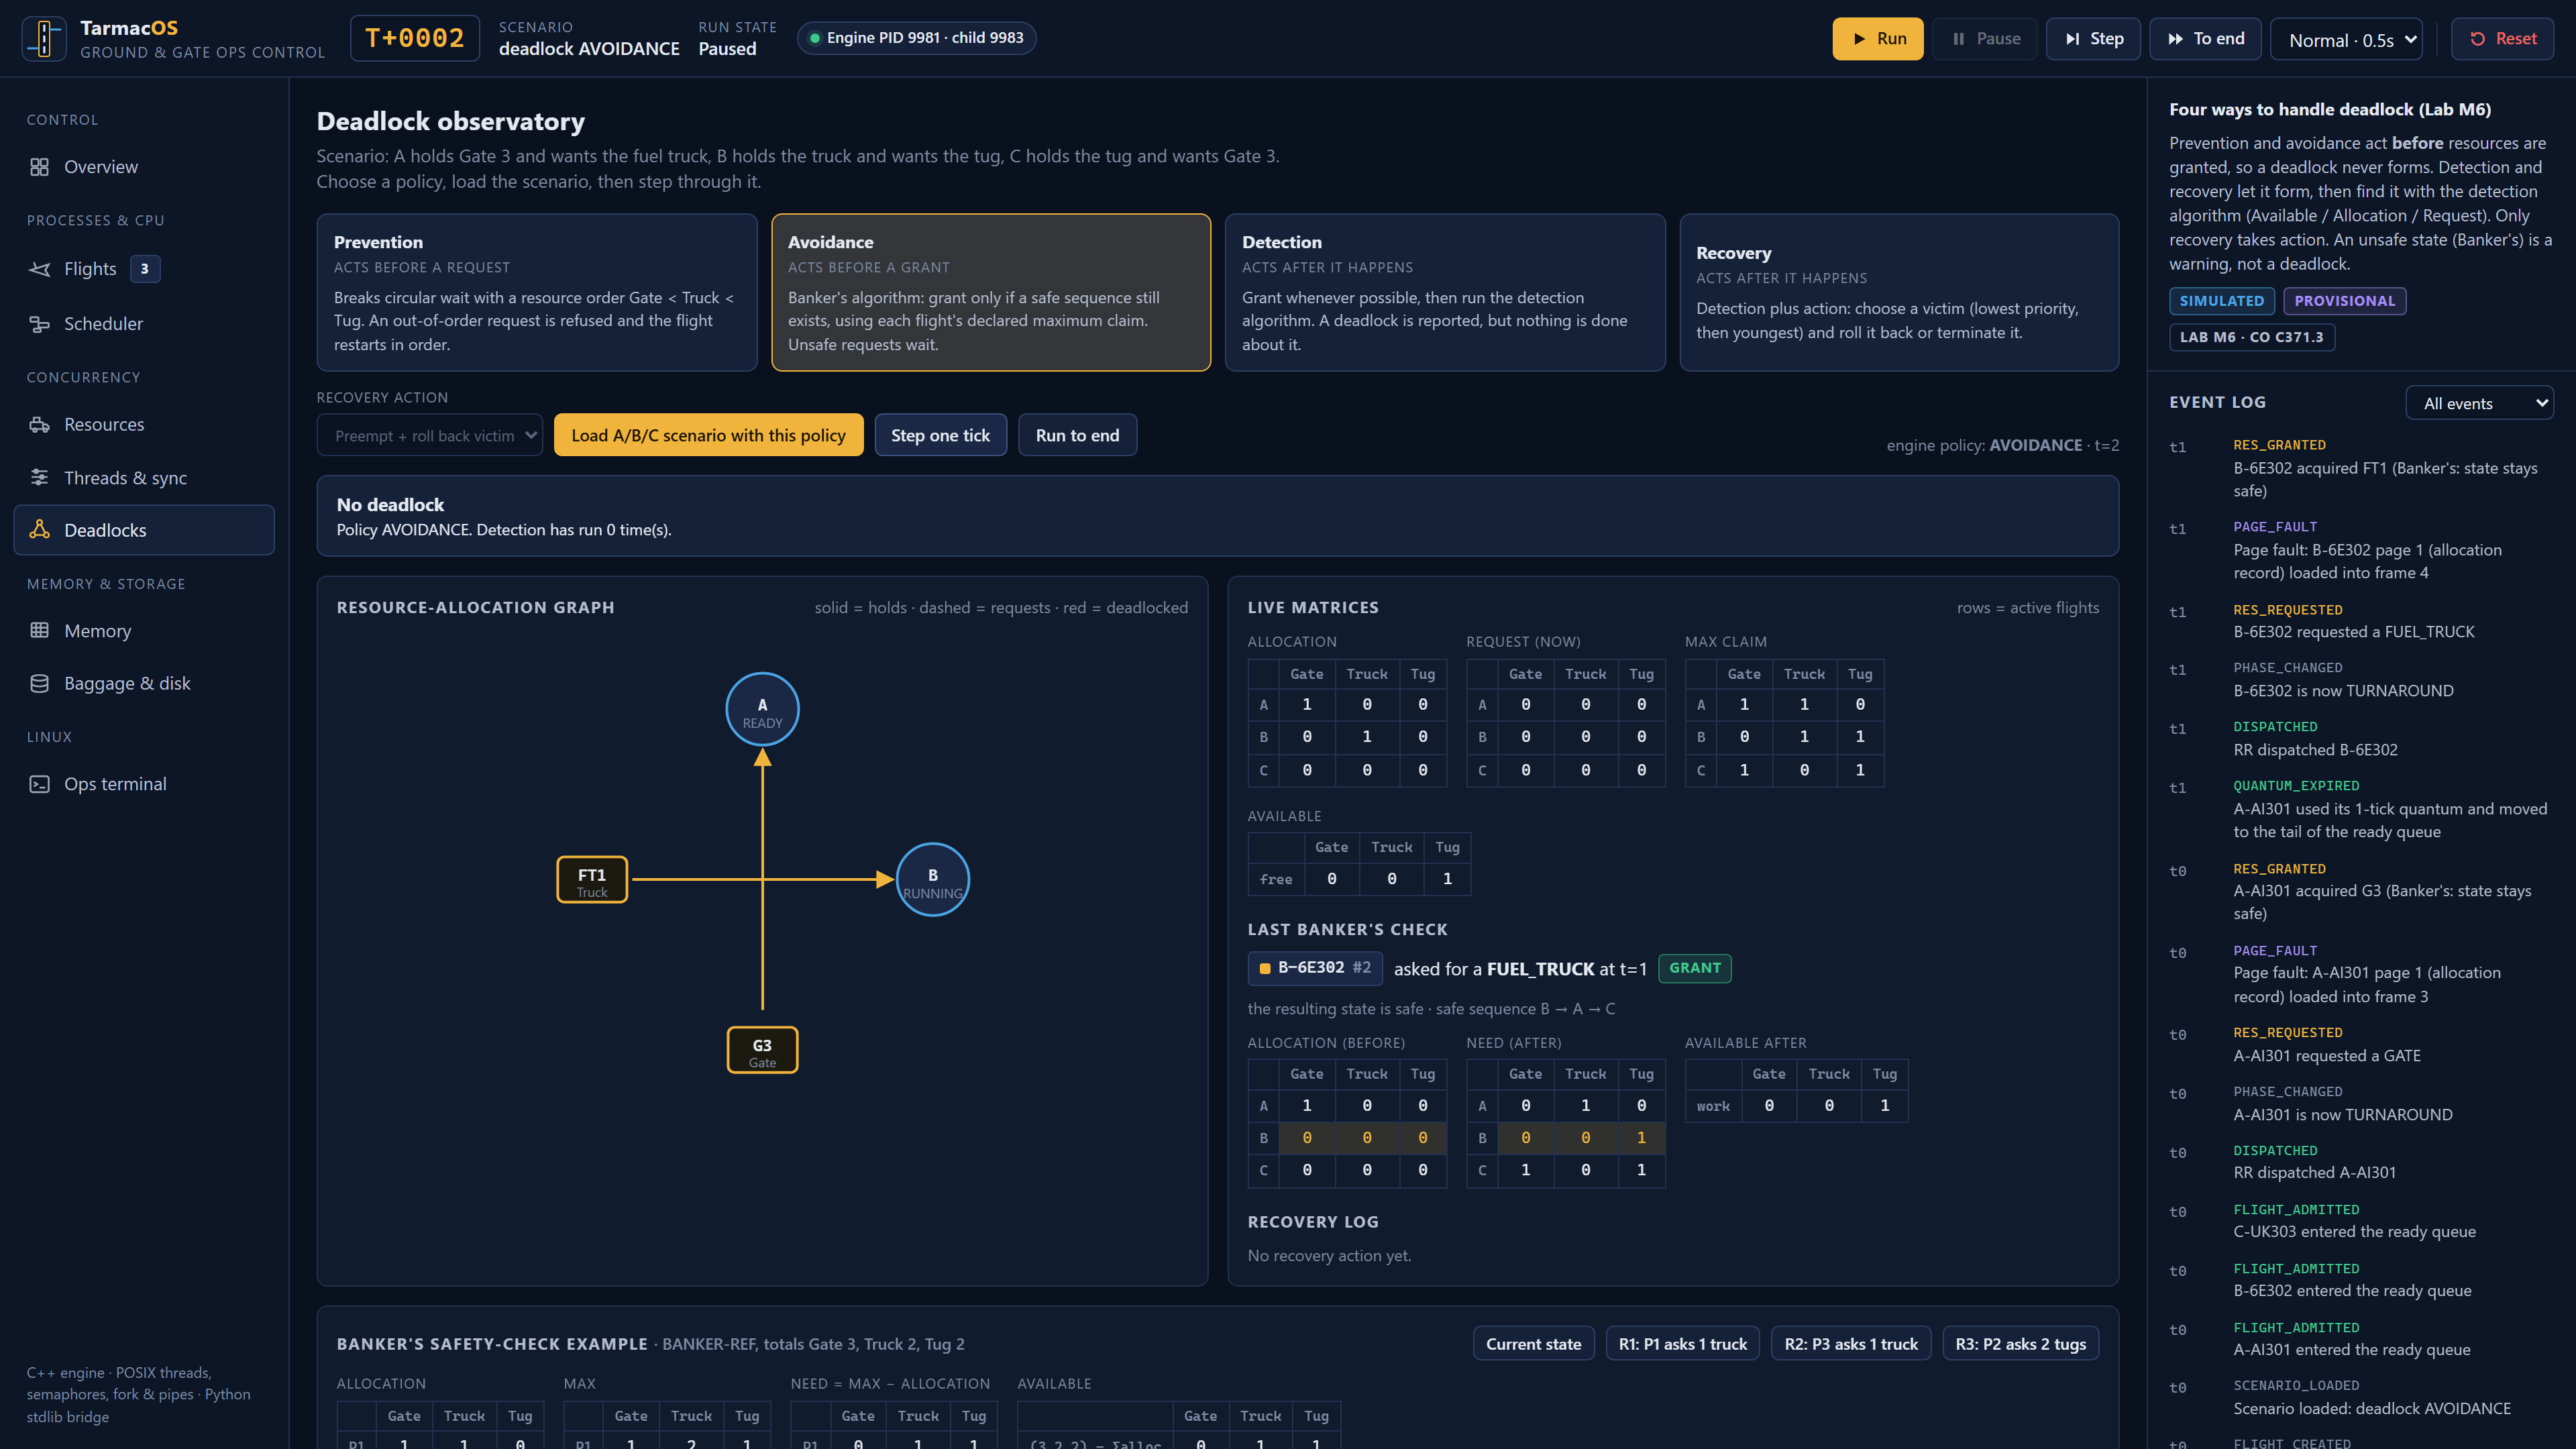 TarmacOS
GROUND & GATE OPS CONTROL
T+0002
SCENARIO
deadlock AVOIDANCE
RUN STATE
Paused
Engine PID 9981 · child 9983
Run
Pause
Step
To end
Normal · 0.5s
Reset
CONTROL
Overview
PROCESSES & CPU
Flights 3
Scheduler
CONCURRENCY
Resources
Threads & sync
Deadlocks
MEMORY & STORAGE
Memory
Baggage & disk
LINUX
Ops terminal
C++ engine · POSIX threads,
semaphores, fork & pipes · Python
stdlib bridge
Deadlock observatory
Scenario: A holds Gate 3 and wants the fuel truck, B holds the truck and wants the tug, C holds the tug and wants Gate 3.
Choose a policy, load the scenario, then step through it.
Prevention
ACTS BEFORE A REQUEST
Breaks circular wait with a resource order Gate < Truck <
Tug. An out-of-order request is refused and the flight
restarts in order.
Avoidance
ACTS BEFORE A GRANT
Banker's algorithm: grant only if a safe sequence still
exists, using each flight's declared maximum claim.
Unsafe requests wait.
Detection
ACTS AFTER IT HAPPENS
Grant whenever possible, then run the detection
algorithm. A deadlock is reported, but nothing is done
about it.
Recovery
ACTS AFTER IT HAPPENS
Detection plus action: choose a victim (lowest priority,
then youngest) and roll it back or terminate it.
RECOVERY ACTION
Preempt + roll back victim
Load A/B/C scenario with this policy
Step one tick
Run to end
engine policy: AVOIDANCE · t=2
No deadlock
Policy AVOIDANCE. Detection has run 0 time(s).
RESOURCE-ALLOCATION GRAPH
solid = holds · dashed = requests · red = deadlocked
A
READY
FT1
Truck
B
RUNNING
G3
Gate
LIVE MATRICES
rows = active flights
ALLOCATION
Gate Truck Tug
A 1 0 0
B 0 1 0
C 0 0 0
REQUEST (NOW)
Gate Truck Tug
A 0 0 0
B 0 0 0
C 0 0 0
MAX CLAIM
Gate Truck Tug
A 1 1 0
B 0 1 1
C 1 0 1
AVAILABLE
Gate Truck Tug
free 0 0 1
LAST BANKER'S CHECK
B-6E302 #2 asked for a FUEL_TRUCK at t=1 GRANT
the resulting state is safe · safe sequence B → A → C
ALLOCATION (BEFORE)
Gate Truck Tug
A 1 0 0
B 0 0 0
C 0 0 0
NEED (AFTER)
Gate Truck Tug
A 0 1 0
B 0 0 1
C 1 0 1
AVAILABLE AFTER
Gate Truck Tug
work 0 0 1
RECOVERY LOG
No recovery action yet.
BANKER'S SAFETY-CHECK EXAMPLE · BANKER-REF, totals Gate 3, Truck 2, Tug 2
Current state
R1: P1 asks 1 truck
R2: P3 asks 1 truck
R3: P2 asks 2 tugs
ALLOCATION
Gate Truck Tug
P1 1 1 0
MAX
Gate Truck Tug
P1 1 2 1
NEED = MAX − ALLOCATION
Gate Truck Tug
P1 0 1 1
AVAILABLE
Gate Truck Tug
(3,2,2) − Σalloc 0 1 1
Four ways to handle deadlock (Lab M6)
Prevention and avoidance act before resources are
granted, so a deadlock never forms. Detection and
recovery let it form, then find it with the detection
algorithm (Available / Allocation / Request). Only
recovery takes action. An unsafe state (Banker's) is a
warning, not a deadlock.
SIMULATED
PROVISIONAL
LAB M6 · CO C371.3
EVENT LOG
All events
t1 RES_GRANTED
B-6E302 acquired FT1 (Banker's: state stays
safe)
t1 PAGE_FAULT
Page fault: B-6E302 page 1 (allocation
record) loaded into frame 4
t1 RES_REQUESTED
B-6E302 requested a FUEL_TRUCK
t1 PHASE_CHANGED
B-6E302 is now TURNAROUND
t1 DISPATCHED
RR dispatched B-6E302
t1 QUANTUM_EXPIRED
A-AI301 used its 1-tick quantum and moved
to the tail of the ready queue
t0 RES_GRANTED
A-AI301 acquired G3 (Banker's: state stays
safe)
t0 PAGE_FAULT
Page fault: A-AI301 page 1 (allocation
record) loaded into frame 3
t0 RES_REQUESTED
A-AI301 requested a GATE
t0 PHASE_CHANGED
A-AI301 is now TURNAROUND
t0 DISPATCHED
RR dispatched A-AI301
t0 FLIGHT_ADMITTED
C-UK303 entered the ready queue
t0 FLIGHT_ADMITTED
B-6E302 entered the ready queue
t0 FLIGHT_ADMITTED
A-AI301 entered the ready queue
t0 SCENARIO_LOADED
Scenario loaded: deadlock AVOIDANCE
t0 FLIGHT_CREATED